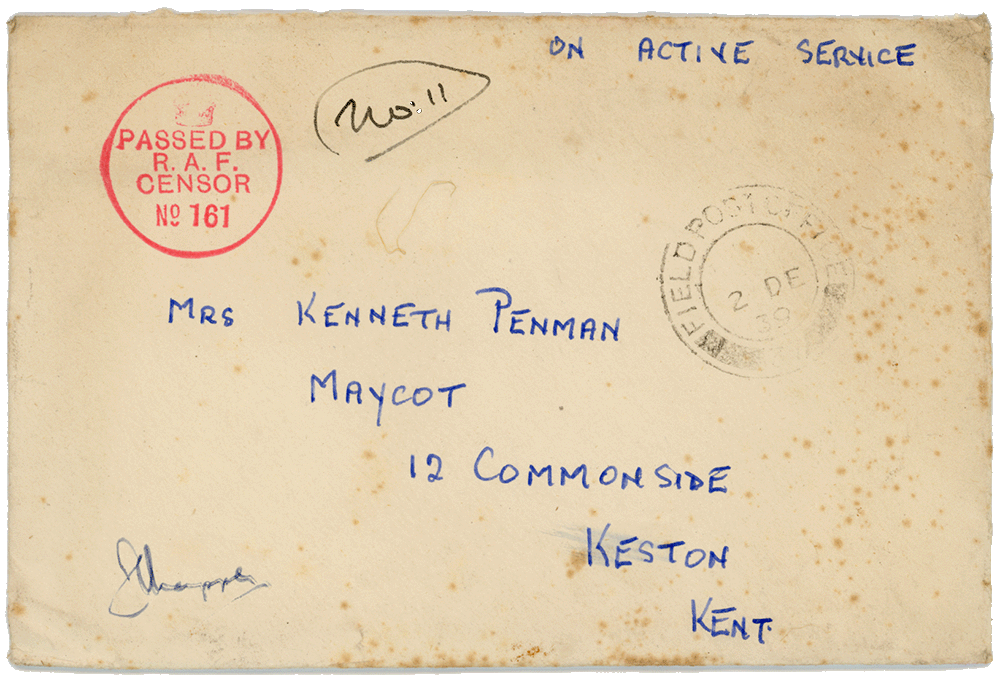 ON ACTIVE SERVICE
No. 11
PASSED BY
R. A. F.
CENSOR
No 161
FIELD POST OFFICE
2 DE
39
MRS KENNETH PENMAN
MAYCOT
12 COMMONSIDE
KESTON
KENT.